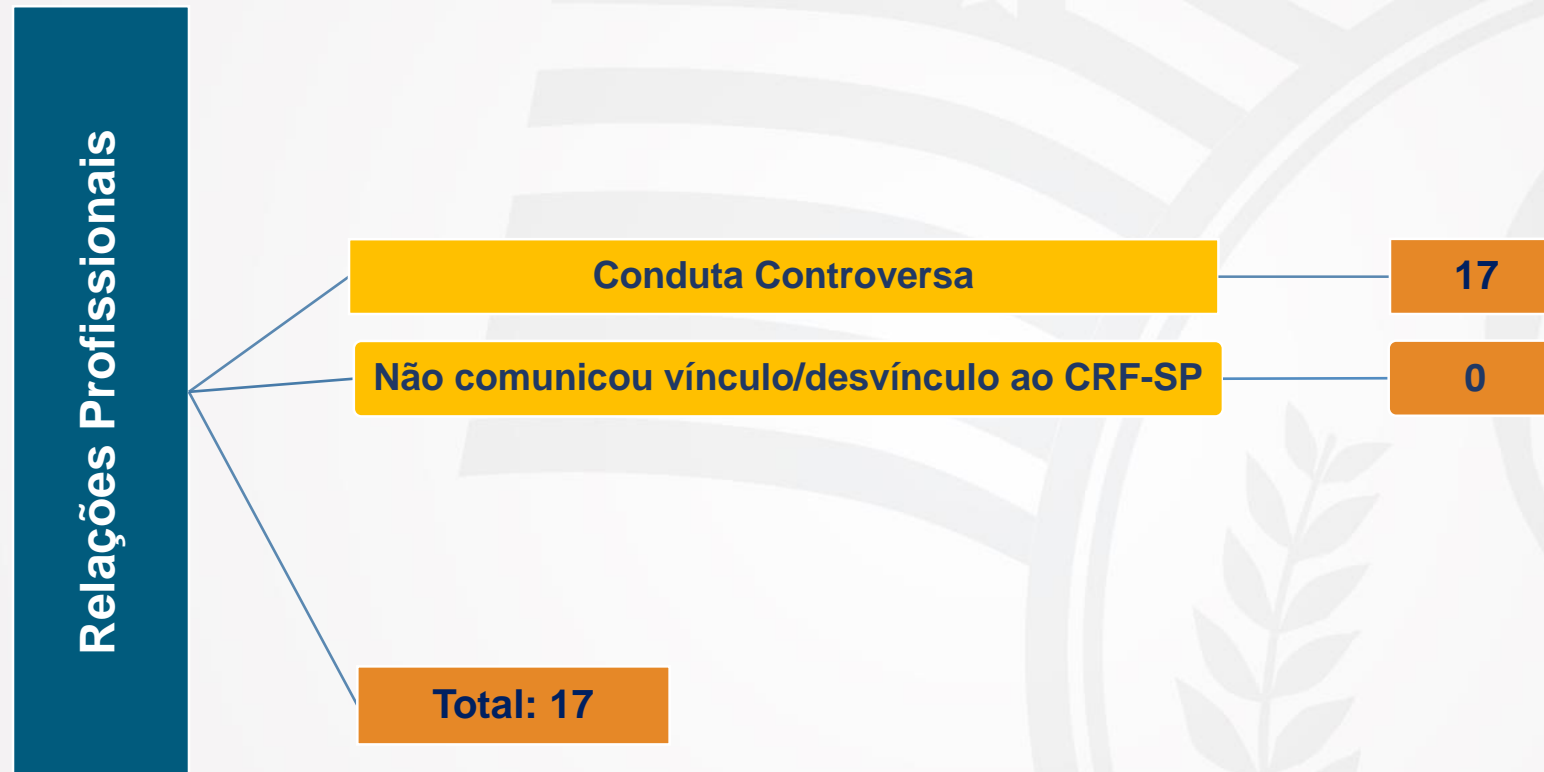 Relações Profissionais
Conduta Controversa
17
Não comunicou vínculo/desvínculo ao CRF-SP
0
Total: 17